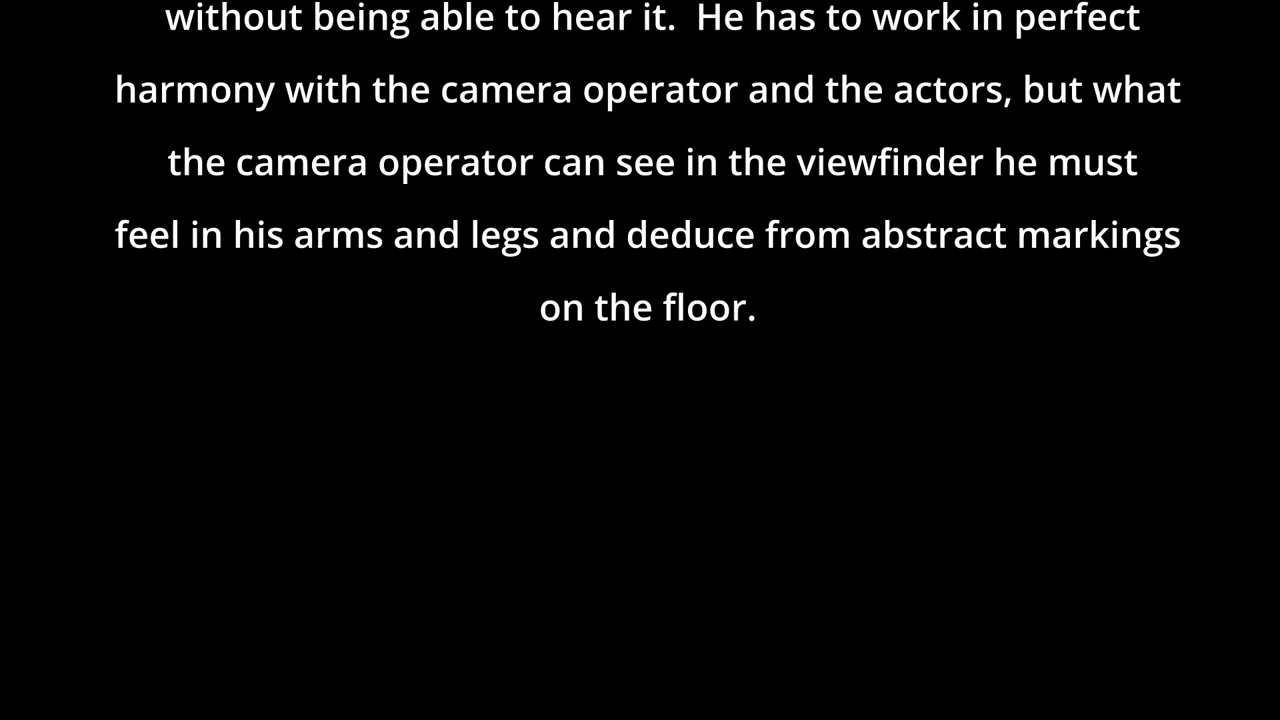 without being able to hear it.  He has to work in perfect
harmony with the camera operator and the actors, but what
the camera operator can see in the viewfinder he must
feel in his arms and legs and deduce from abstract markings
on the floor.